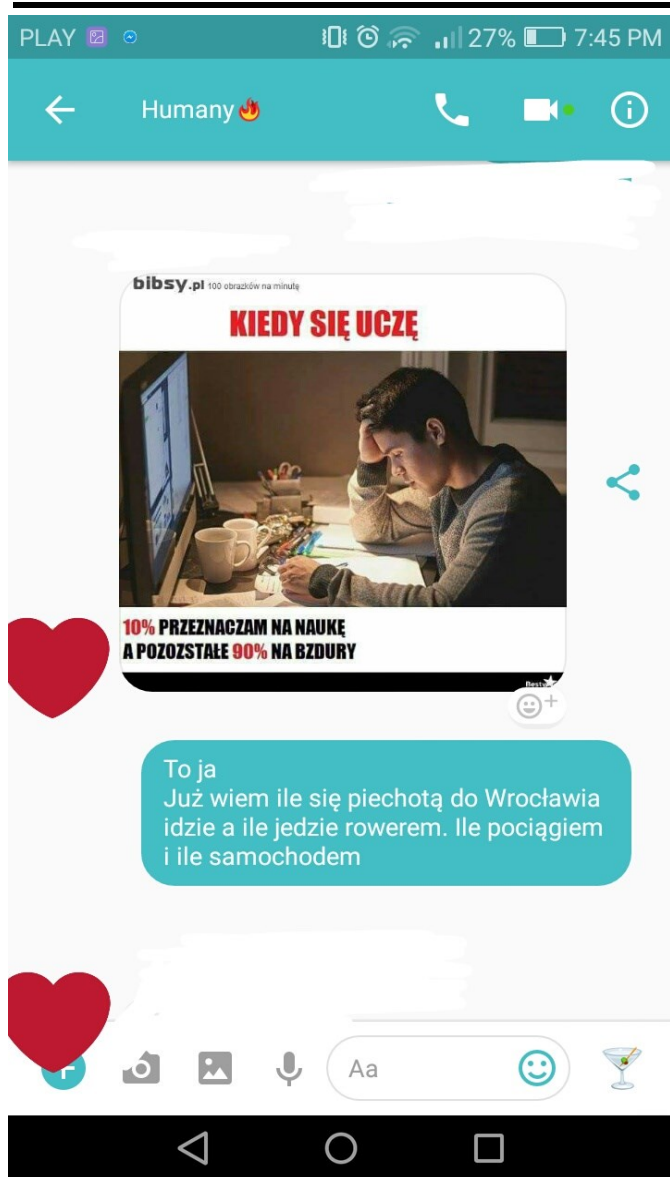 PLAY 27% 7:45 PM
Humany🔥
bibsy.pl 100 obrazków na minutę
KIEDY SIĘ UCZĘ
10% PRZEZNACZAM NA NAUKĘ
A POZOZSTAŁE 90% NA BZDURY
To ja
Już wiem ile się piechotą do Wrocławia
idzie a ile jedzie rowerem. Ile pociągiem
i ile samochodem
Aa